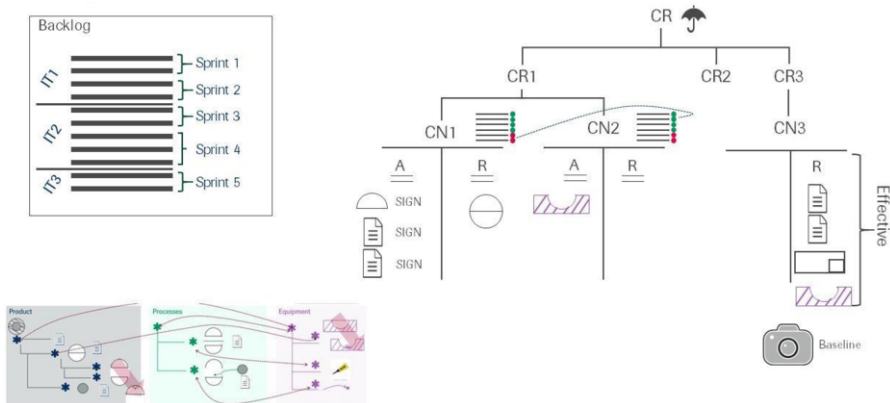 Backlog
IT1
Sprint 1
Sprint 2
IT2
Sprint 3
Sprint 4
IT3
Sprint 5
CR
CR1
CR2
CR3
CN1
CN2
CN3
A
R
A
R
R
SIGN
SIGN
SIGN
Effective
Baseline
Product
Processes
Equipment